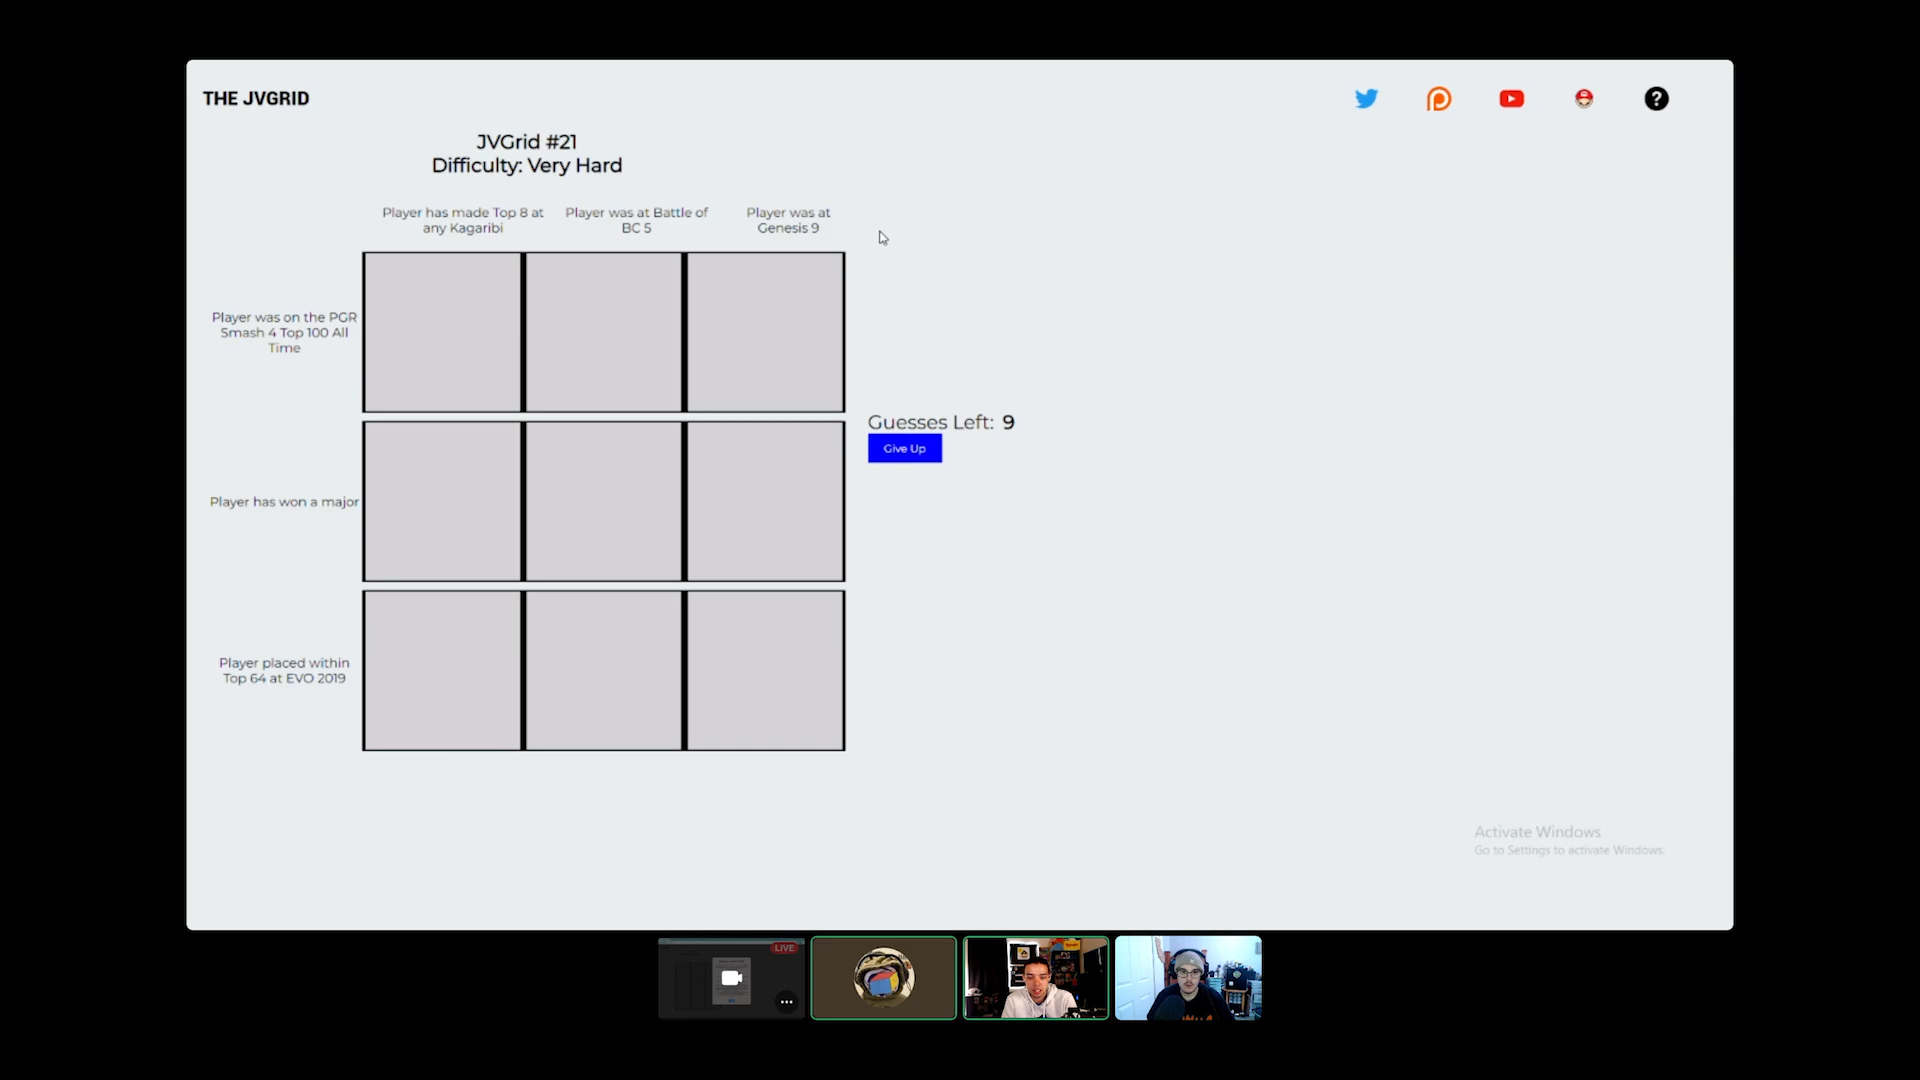 THE JVGRID
?
JVGrid #21
Difficulty: Very Hard
Player has made Top 8 at
any Kagaribi
Player was at Battle of
BC 5
Player was at
Genesis 9
Player was on the PGR
Smash 4 Top 100 All
Time
Guesses Left: 9
Give Up
Player has won a major
Player placed within
Top 64 at EVO 2019
Activate Windows
Go to Settings to activate Windows.
LIVE